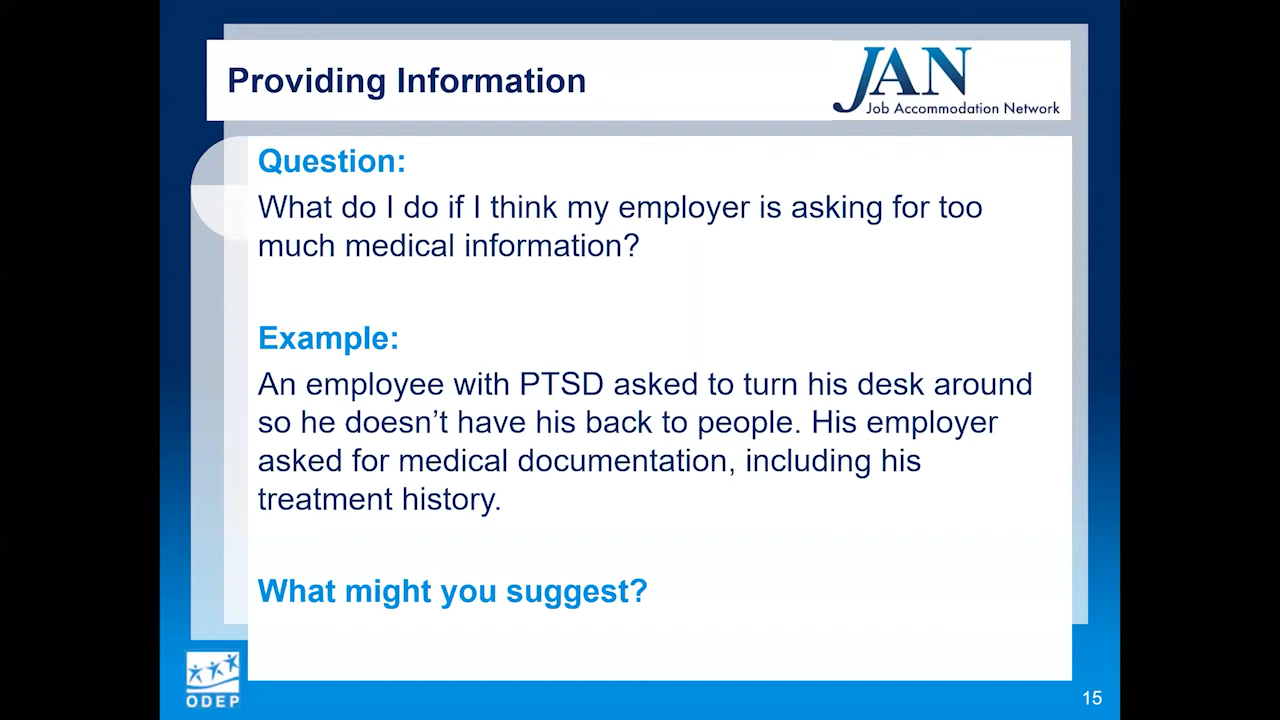 Providing Information
JAN
Job Accommodation Network
Question:
What do I do if I think my employer is asking for too
much medical information?
Example:
An employee with PTSD asked to turn his desk around
so he doesn’t have his back to people. His employer
asked for medical documentation, including his
treatment history.
What might you suggest?
ODEP
15